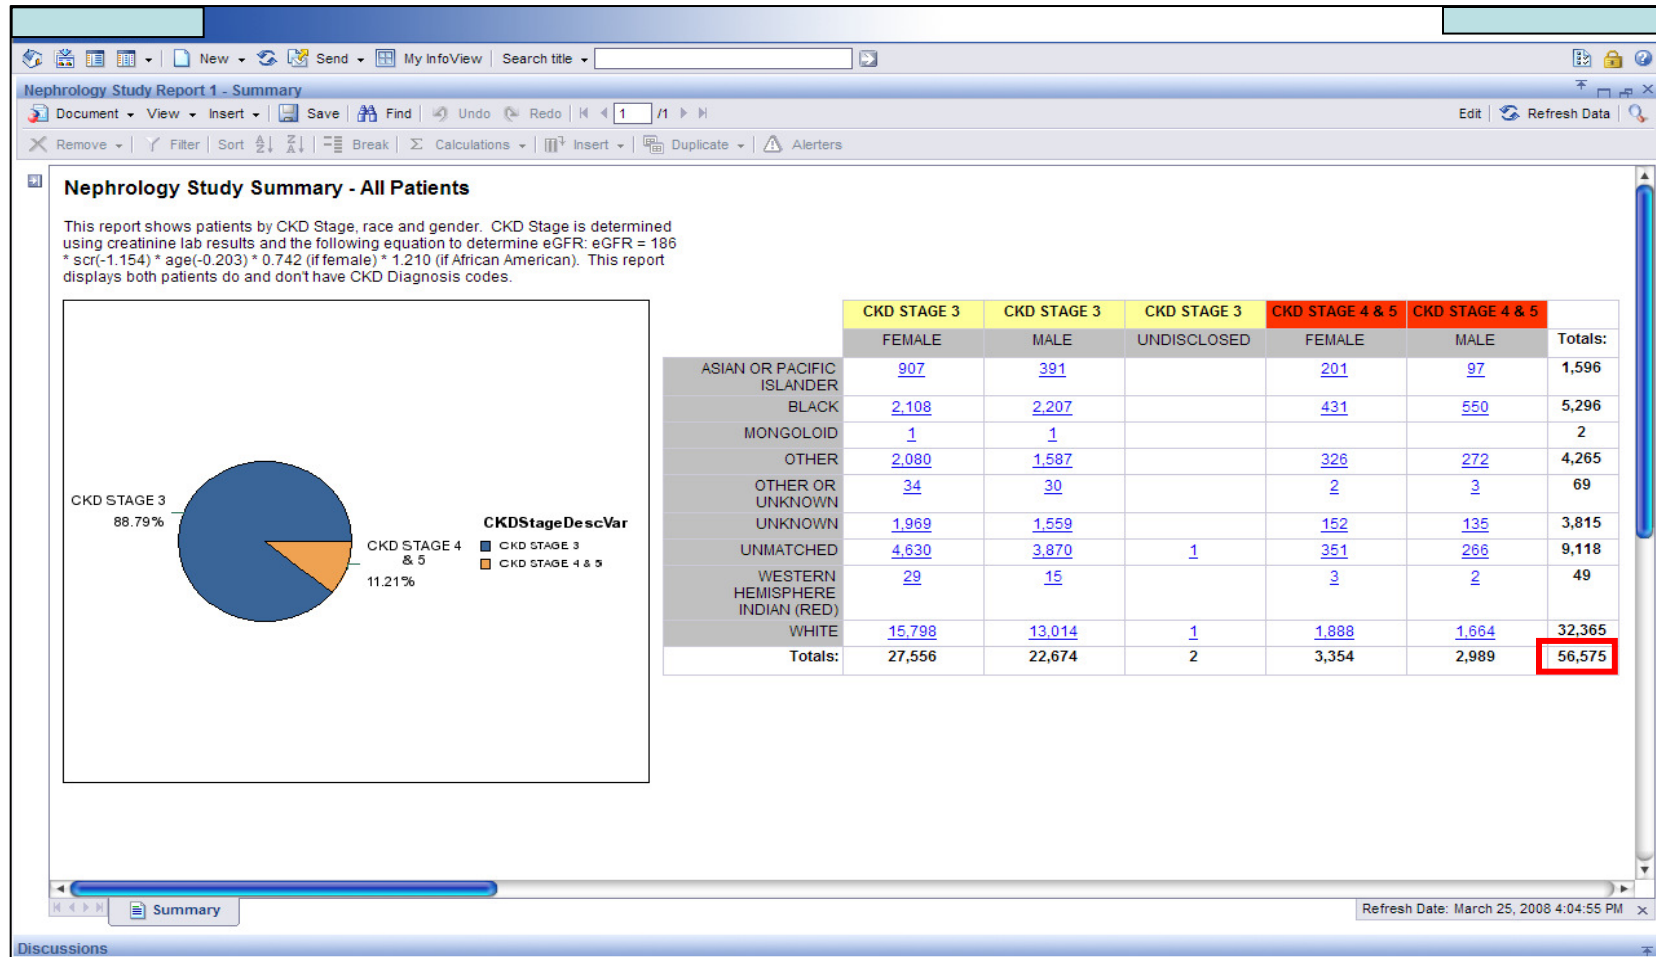 New Send My InfoView Search title
Nephrology Study Report 1 - Summary
Document View Insert Save Find Undo Redo 1 /1 Edit Refresh Data
Remove Filter Sort Break Σ Calculations Insert Duplicate Alerters
Nephrology Study Summary - All Patients
This report shows patients by CKD Stage, race and gender. CKD Stage is determined
using creatinine lab results and the following equation to determine eGFR: eGFR = 186
* scr(-1.154) * age(-0.203) * 0.742 (if female) * 1.210 (if African American). This report
displays both patients do and don't have CKD Diagnosis codes.
CKD STAGE 3
88.79%
CKD STAGE 4
& 5
11.21%
CKDStageDescVar
CKD STAGE 3
CKD STAGE 4 & 5
CKD STAGE 3 CKD STAGE 3 CKD STAGE 3 CKD STAGE 4 & 5 CKD STAGE 4 & 5
FEMALE MALE UNDISCLOSED FEMALE MALE Totals:
ASIAN OR PACIFIC 907 391 201 97 1,596
ISLANDER
BLACK 2,108 2,207 431 550 5,296
MONGOLOID 1 1 2
OTHER 2,080 1,587 326 272 4,265
OTHER OR 34 30 2 3 69
UNKNOWN
UNKNOWN 1,969 1,559 152 135 3,815
UNMATCHED 4,630 3,870 1 351 266 9,118
WESTERN 29 15 3 2 49
HEMISPHERE
INDIAN (RED)
WHITE 15,798 13,014 1 1,888 1,664 32,365
Totals: 27,556 22,674 2 3,354 2,989 56,575
Summary
Refresh Date: March 25, 2008 4:04:55 PM
Discussions